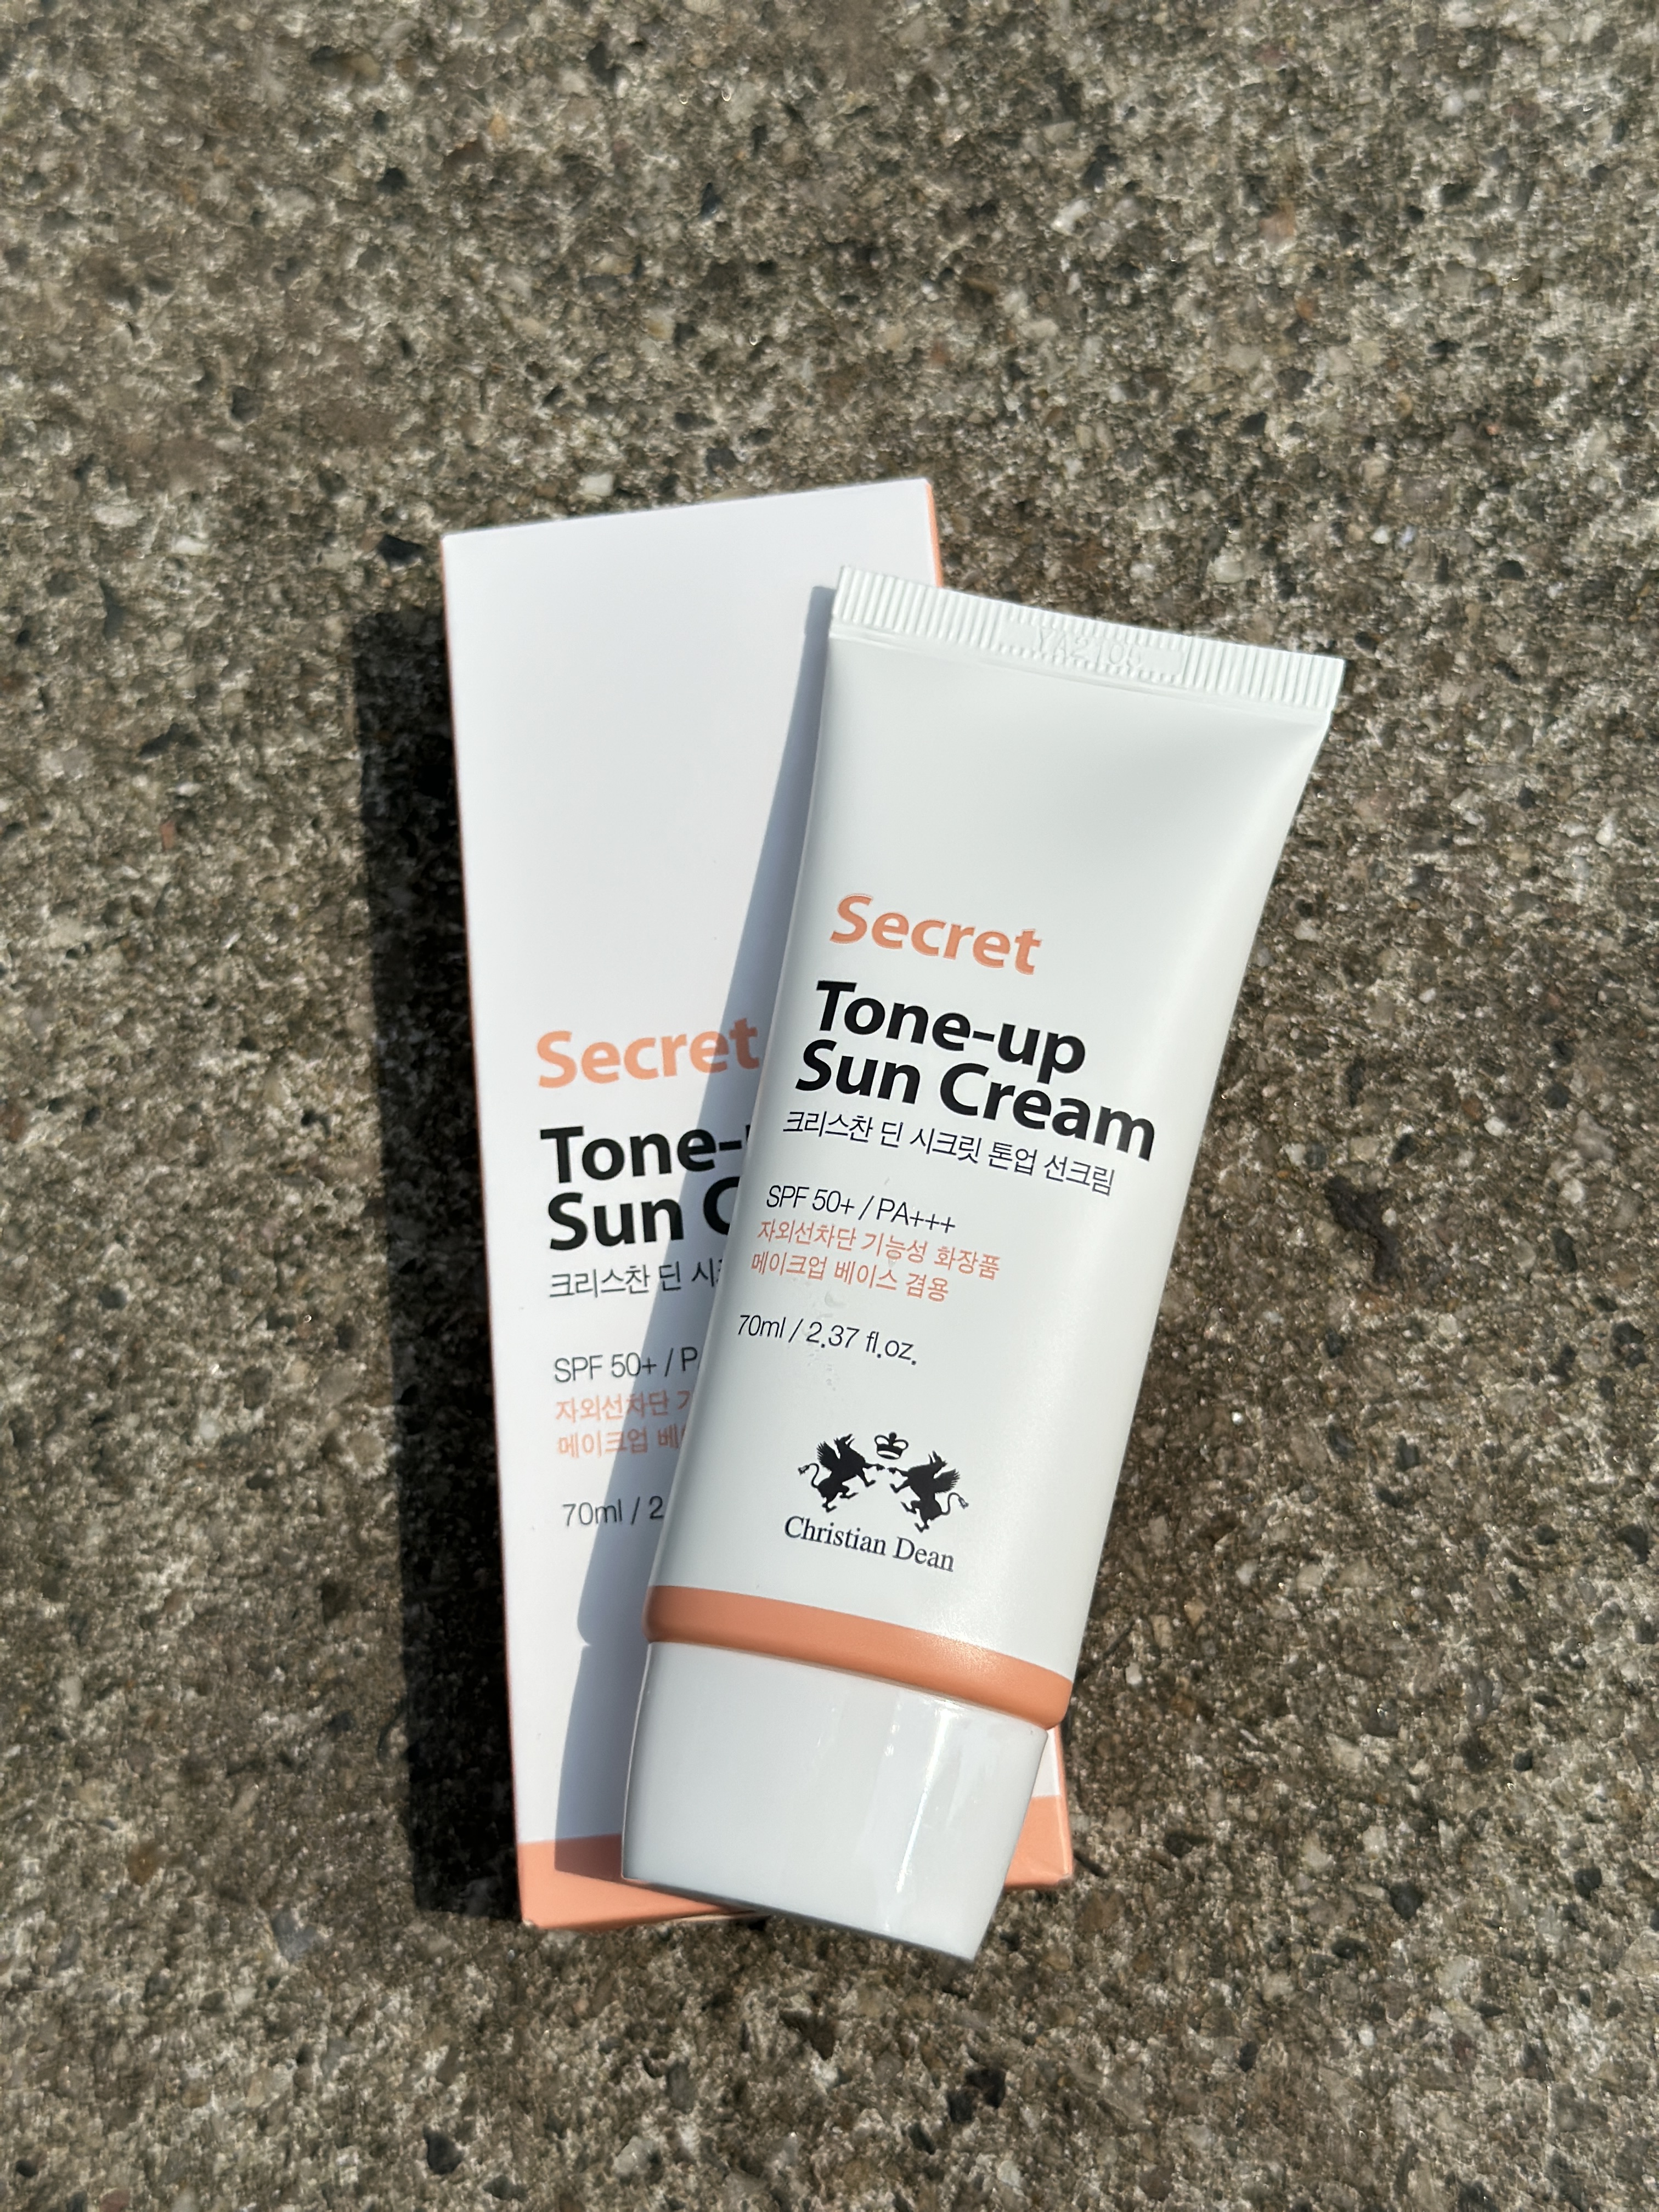 Secret
Tone-
Sun C
크리스찬 딘 시
SPF 50+ / P
자외선차단 기
메이크업 베
70ml / 2
Secret
Tone-up
Sun Cream
크리스찬 딘 시크릿 톤업 선크림
SPF 50+ / PA+++
자외선차단 기능성 화장품
메이크업 베이스 겸용
70ml / 2.37 fl.oz.
Christian Dean